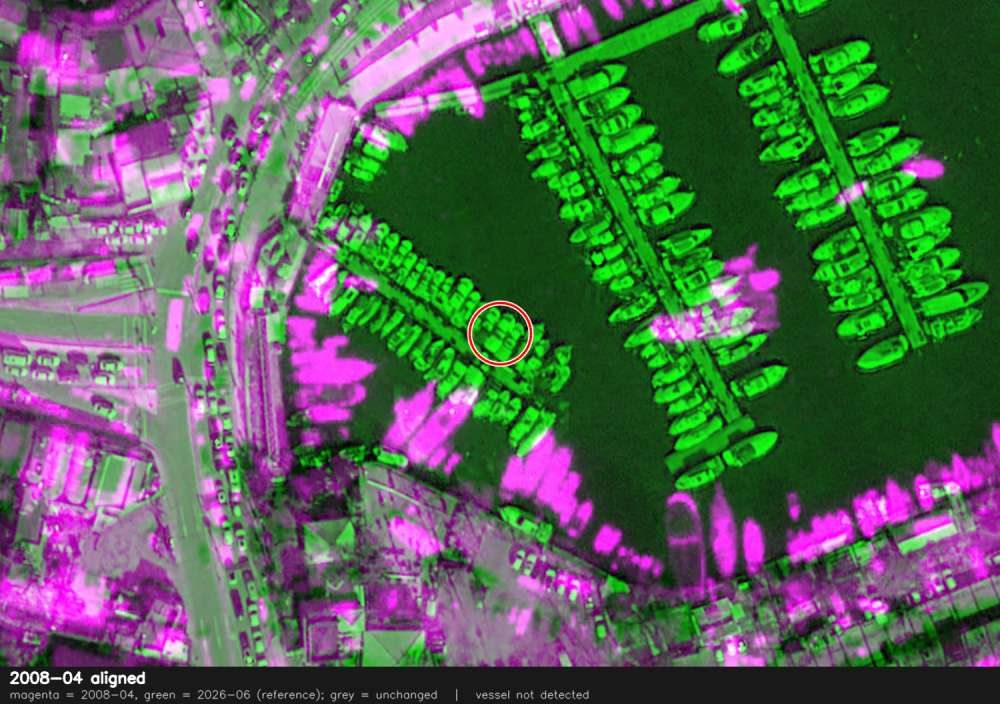 2008-04 aligned
magenta = 2008-04, green = 2026-06 (reference); grey = unchanged | vessel not detected